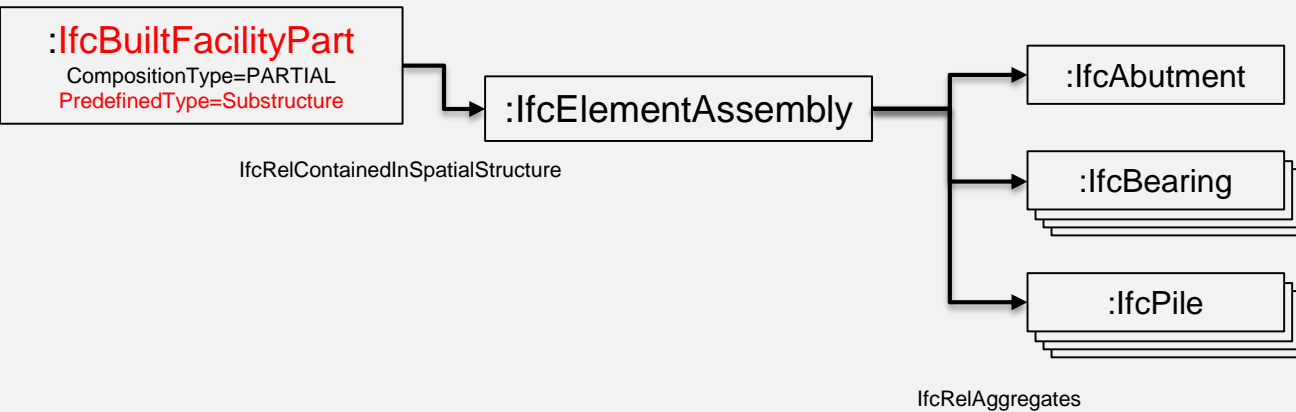 :IfcBuiltFacilityPart
CompositionType=PARTIAL
PredefinedType=Substructure
:IfcElementAssembly
IfcRelContainedInSpatialStructure
:IfcAbutment
:IfcBearing
:IfcPile
IfcRelAggregates